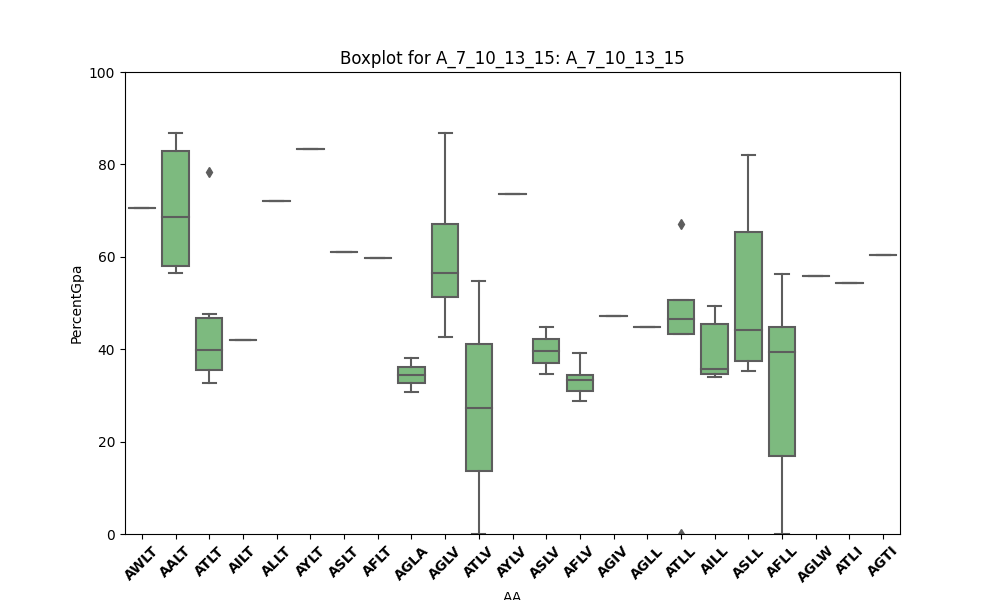 Boxplot for A_7_10_13_15: A_7_10_13_15
PercentGpa
100
80
60
40
20
0
AWLT AALT ATLT AILT ALLT AYLT ASLT AFLT AGLA AGLV ATLV AYLV ASLV AFLV AGIV AGLL ATLL AILL ASLL AFLL AGLW ATLI AGTI
AA